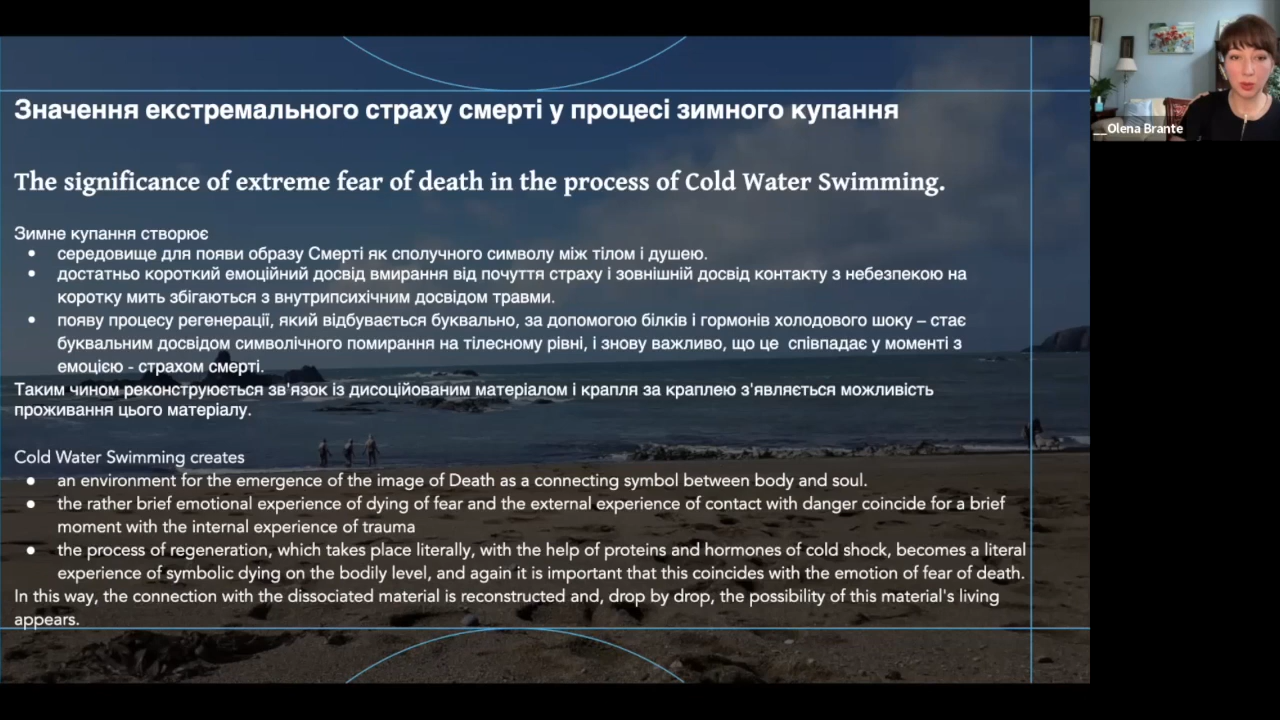 Значення екстремального страху смерті у процесі зимного купання
The significance of extreme fear of death in the process of Cold Water Swimming.
Зимне купання створює
• середовище для появи образу Смерті як сполучного символу між тілом і душею.
• достатньо короткий емоційний досвід вмирання від почуття страху і зовнішній досвід контакту з небезпекою на
коротку мить збігаються з внутрипсихічним досвідом травми.
• появу процесу регенерації, який відбувається буквально, за допомогою білків і гормонів холодового шоку – стає
буквальним досвідом символічного помирання на тілесному рівні, і знову важливо, що це співпадає у моменті з
емоцією - страхом смерті.
Таким чином реконструюється зв'язок із дисоційованим матеріалом і крапля за краплею з'являється можливість
проживання цього матеріалу.
Cold Water Swimming creates
• an environment for the emergence of the image of Death as a connecting symbol between body and soul.
• the rather brief emotional experience of dying of fear and the external experience of contact with danger coincide for a brief
moment with the internal experience of trauma
• the process of regeneration, which takes place literally, with the help of proteins and hormones of cold shock, becomes a literal
experience of symbolic dying on the bodily level, and again it is important that this coincides with the emotion of fear of death.
In this way, the connection with the dissociated material is reconstructed and, drop by drop, the possibility of this material's living
appears.
__Olena Brante